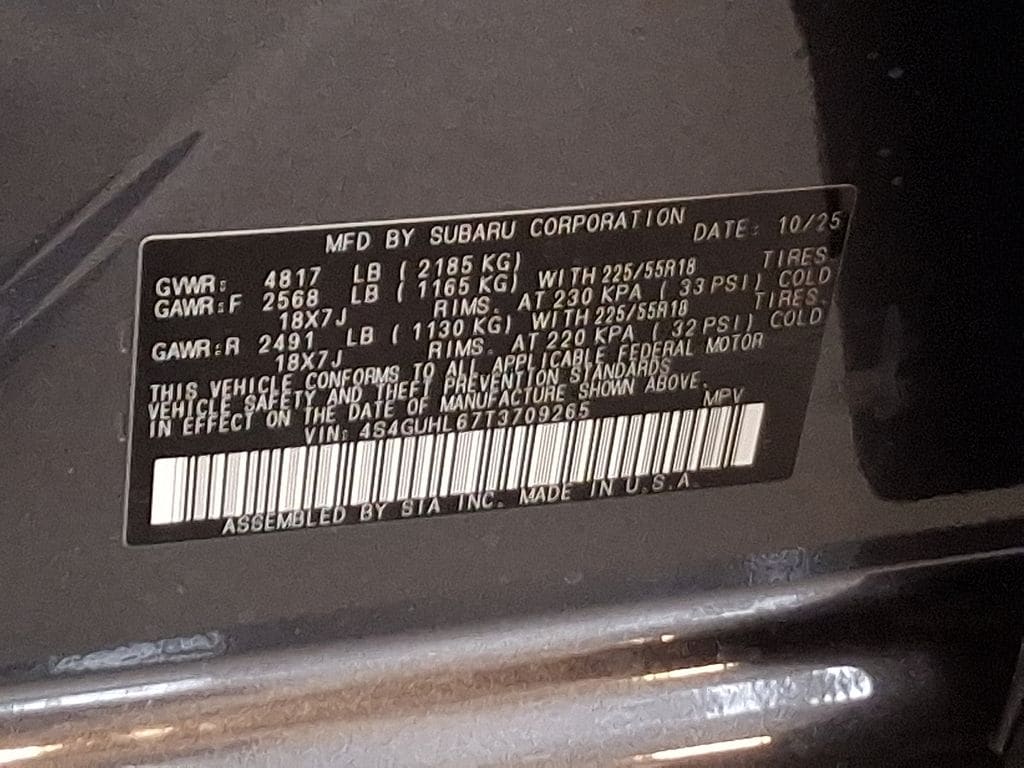 MFD BY SUBARU CORPORATION DATE: 10/25
GVWR: 4817 LB ( 2185 KG)
GAWR:F 2568 LB ( 1165 KG) WITH 225/55R18 TIRES.
18X7J RIMS. AT 230 KPA ( 33 PSI) COLD
GAWR:R 2491 LB ( 1130 KG) WITH 225/55R18 TIRES.
18X7J RIMS. AT 220 KPA ( 32 PSI) COLD
THIS VEHICLE CONFORMS TO ALL APPLICABLE FEDERAL MOTOR
VEHICLE SAFETY AND THEFT PREVENTION STANDARDS
IN EFFECT ON THE DATE OF MANUFACTURE SHOWN ABOVE.
VIN: 4S4GUHL67T3709265 MPV
ASSEMBLED BY SIA INC. MADE IN U.S.A.